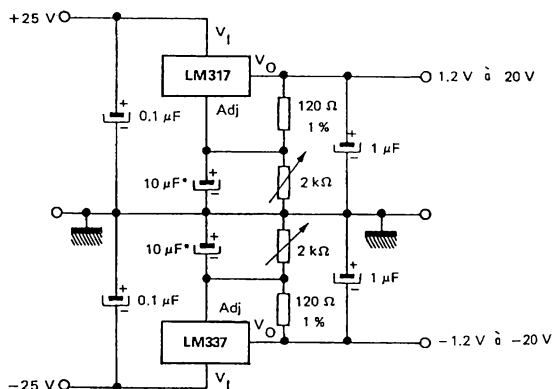 +25 V
V_I
LM317
V_O
1.2 V à 20 V
0.1 µF
Adj
120 Ω
1 %
10 µF*
2 kΩ
1 µF
10 µF*
2 kΩ
1 µF
0.1 µF
Adj
120 Ω
1 %
LM337
V_O
−1.2 V à −20 V
−25 V
V_I